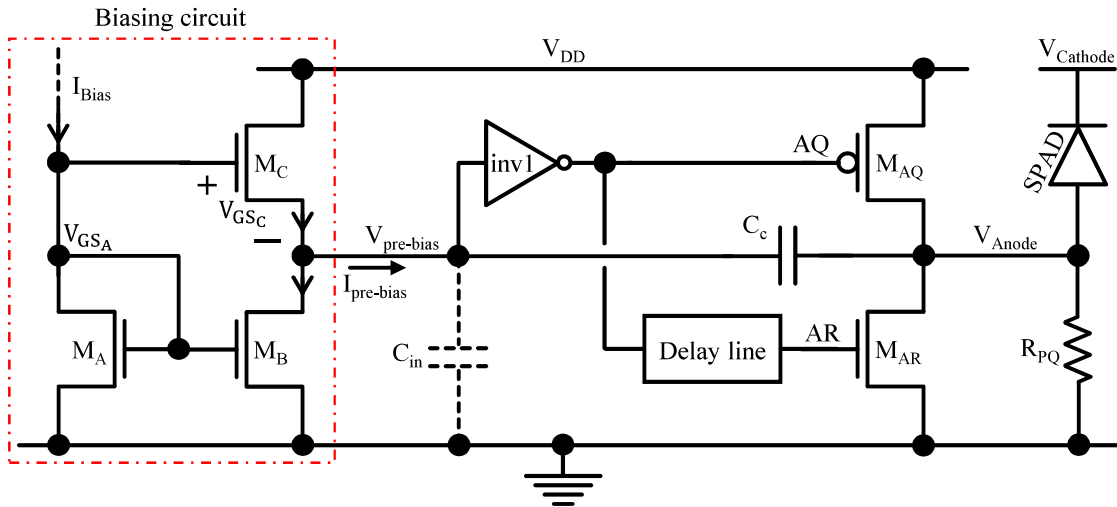 Biasing circuit
I_Bias
V_DD
V_Cathode
M_C
+
V_GS_C
−
inv1
AQ
M_AQ
SPAD
V_GS_A
V_pre-bias
I_pre-bias
C_c
V_Anode
M_A
M_B
C_in
Delay line
AR
M_AR
R_PQ